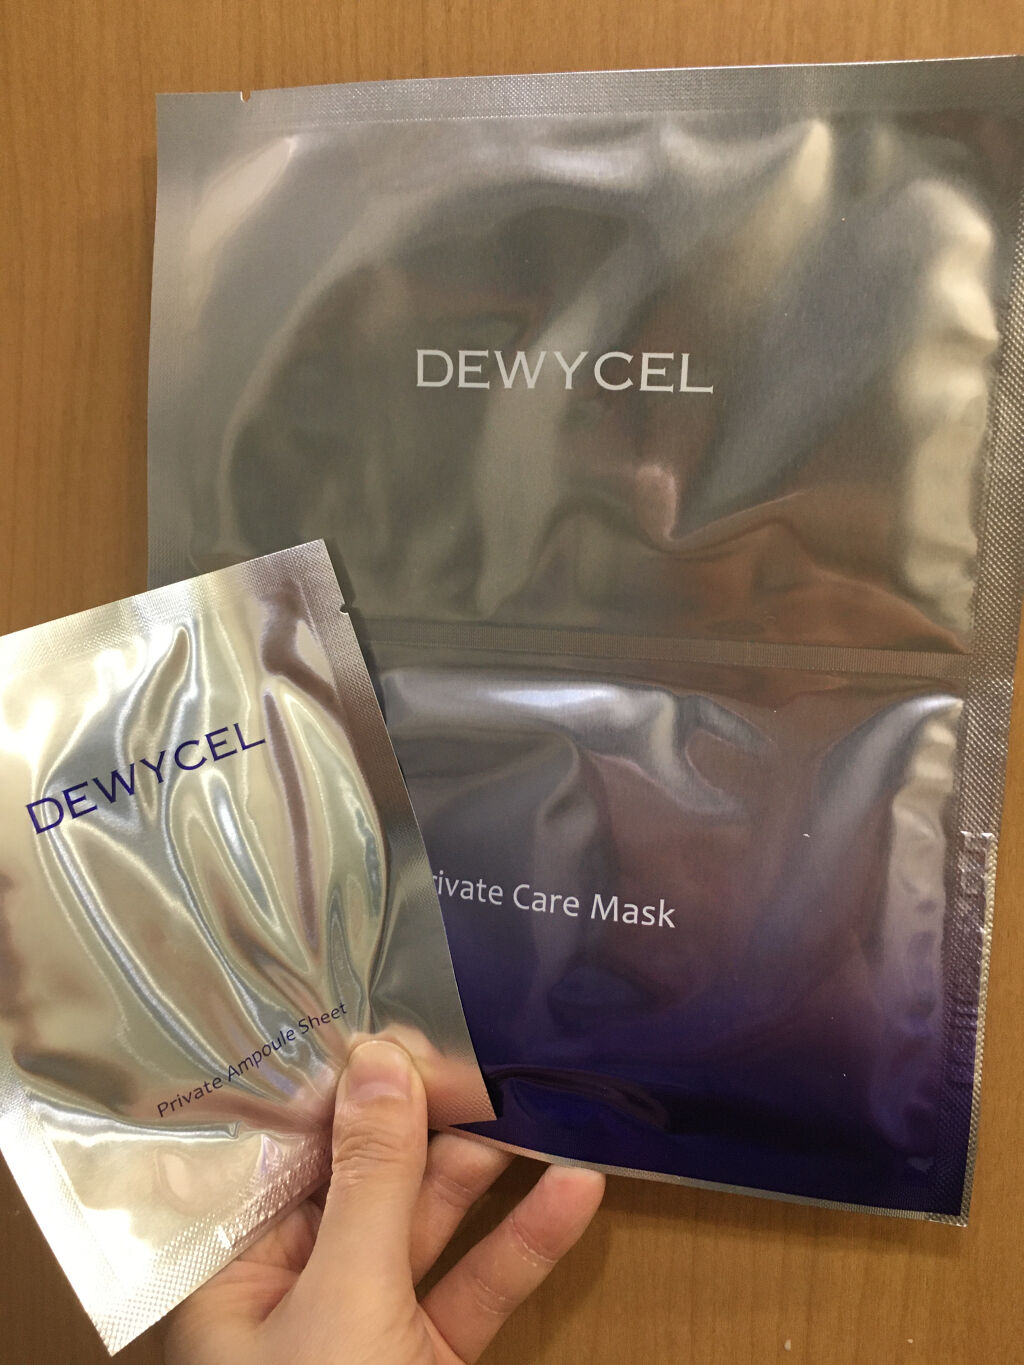 DEWYCEL
rivate Care Mask
DEWYCEL
Private Ampoule Sheet